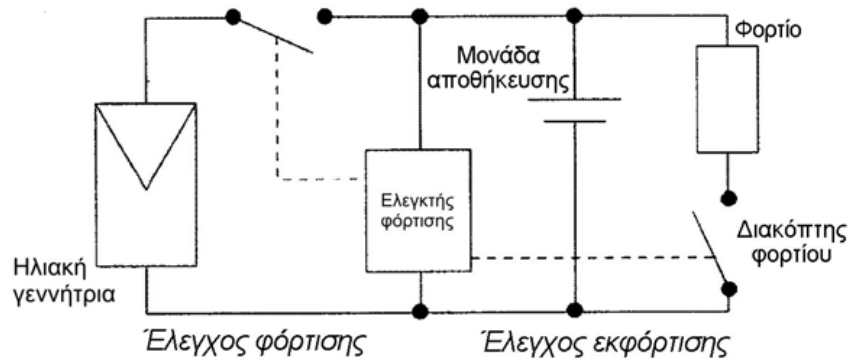 Φορτίο
Μονάδα
αποθήκευσης
Ελεγκτής
φόρτισης
Διακόπτης
φορτίου
Ηλιακή
γεννήτρια
Έλεγχος φόρτισης
Έλεγχος εκφόρτισης